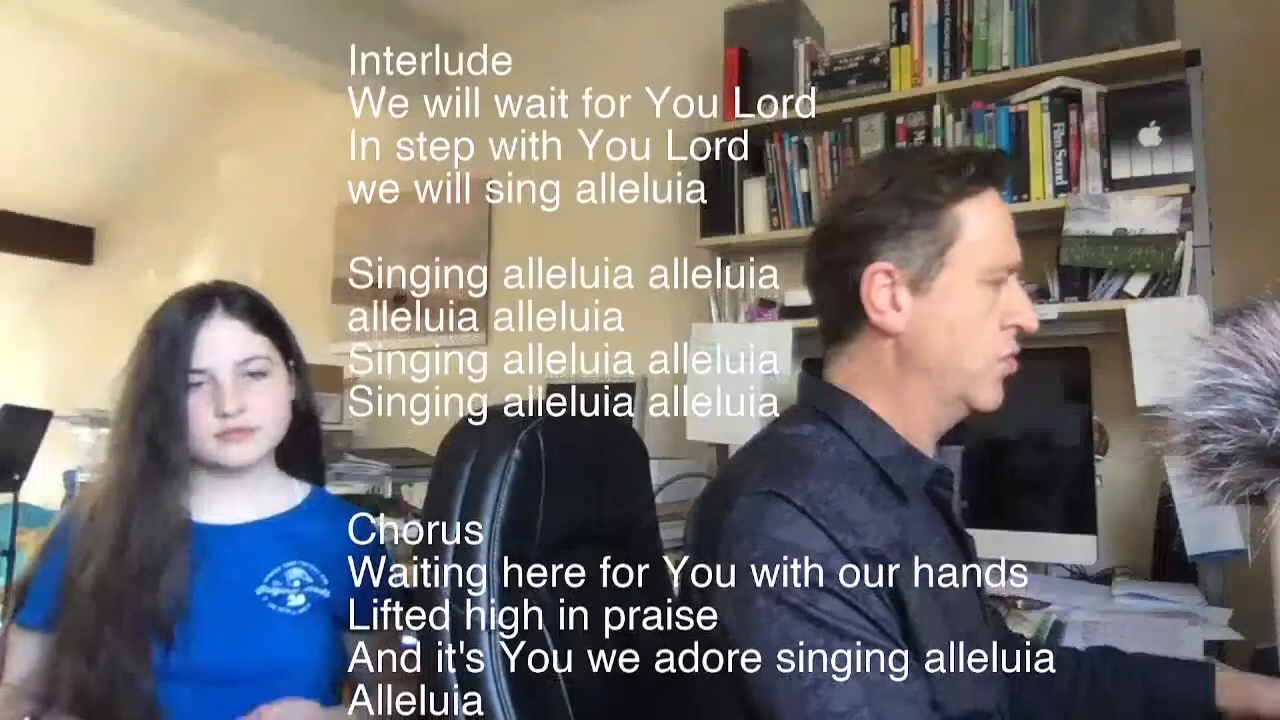 Interlude
We will wait for You Lord
In step with You Lord
we will sing alleluia
Singing alleluia alleluia
alleluia alleluia
Singing alleluia alleluia
Singing alleluia alleluia
Chorus
Waiting here for You with our hands
Lifted high in praise
And it's You we adore singing alleluia
Alleluia
Film Sound